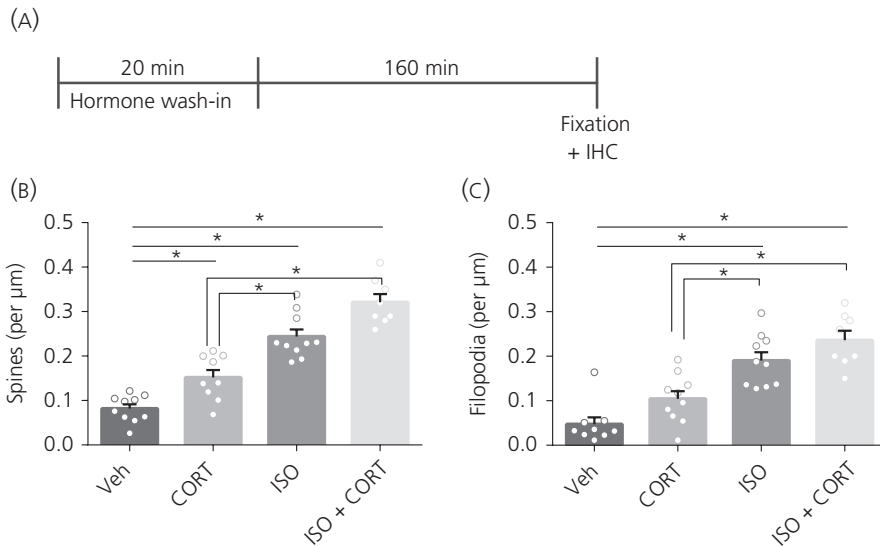 (A)
20 min
160 min
Hormone wash-in
Fixation
+ IHC
(B)
Spines (per µm)
0.5
0.4
0.3
0.2
0.1
0.0
*
*
*
*
*
Veh
CORT
ISO
ISO + CORT
(C)
Filopodia (per µm)
0.5
0.4
0.3
0.2
0.1
0.0
*
*
*
*
Veh
CORT
ISO
ISO + CORT